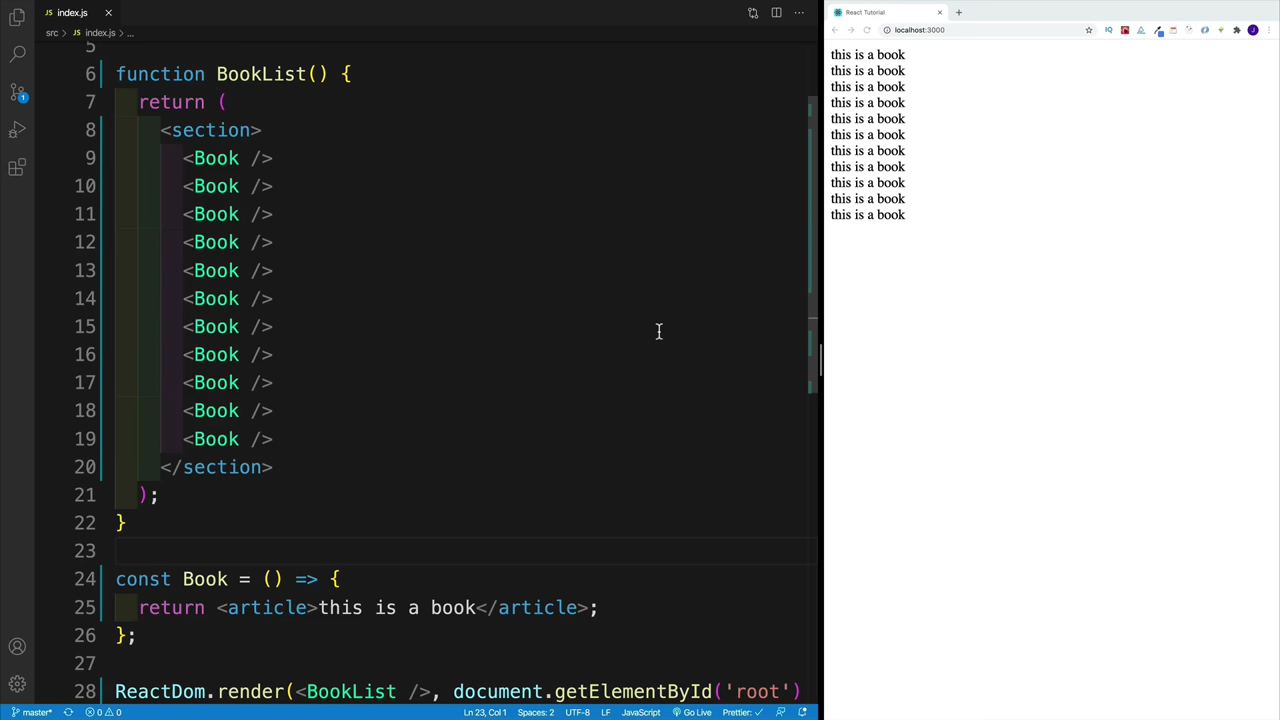 index.js
src > index.js > ...
5
6 function BookList() {
7 return (
8 <section>
9 <Book />
10 <Book />
11 <Book />
12 <Book />
13 <Book />
14 <Book />
15 <Book />
16 <Book />
17 <Book />
18 <Book />
19 <Book />
20 </section>
21 );
22 }
23
24 const Book = () => {
25 return <article>this is a book</article>;
26 };
27
28 ReactDom.render(<BookList />, document.getElementById('root')
1
master*
0 0
Ln 23, Col 1
Spaces: 2
UTF-8
LF
JavaScript
Go Live
Prettier: ✓
React Tutorial
localhost:3000
IQ
J
this is a book
this is a book
this is a book
this is a book
this is a book
this is a book
this is a book
this is a book
this is a book
this is a book
this is a book